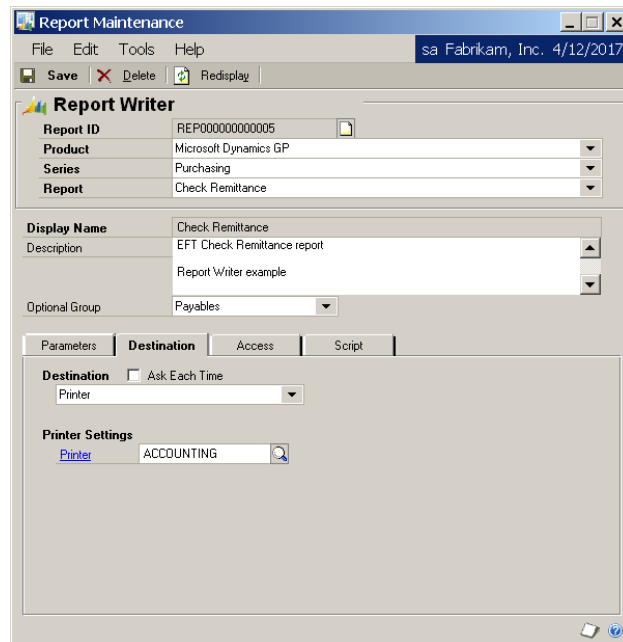 Report Maintenance
File Edit Tools Help sa Fabrikam, Inc. 4/12/2017
Save Delete Redisplay
Report Writer
Report ID REP000000000005
Product Microsoft Dynamics GP
Series Purchasing
Report Check Remittance
Display Name Check Remittance
Description EFT Check Remittance report
Report Writer example
Optional Group Payables
Parameters Destination Access Script
Destination Ask Each Time
Printer
Printer Settings
Printer ACCOUNTING